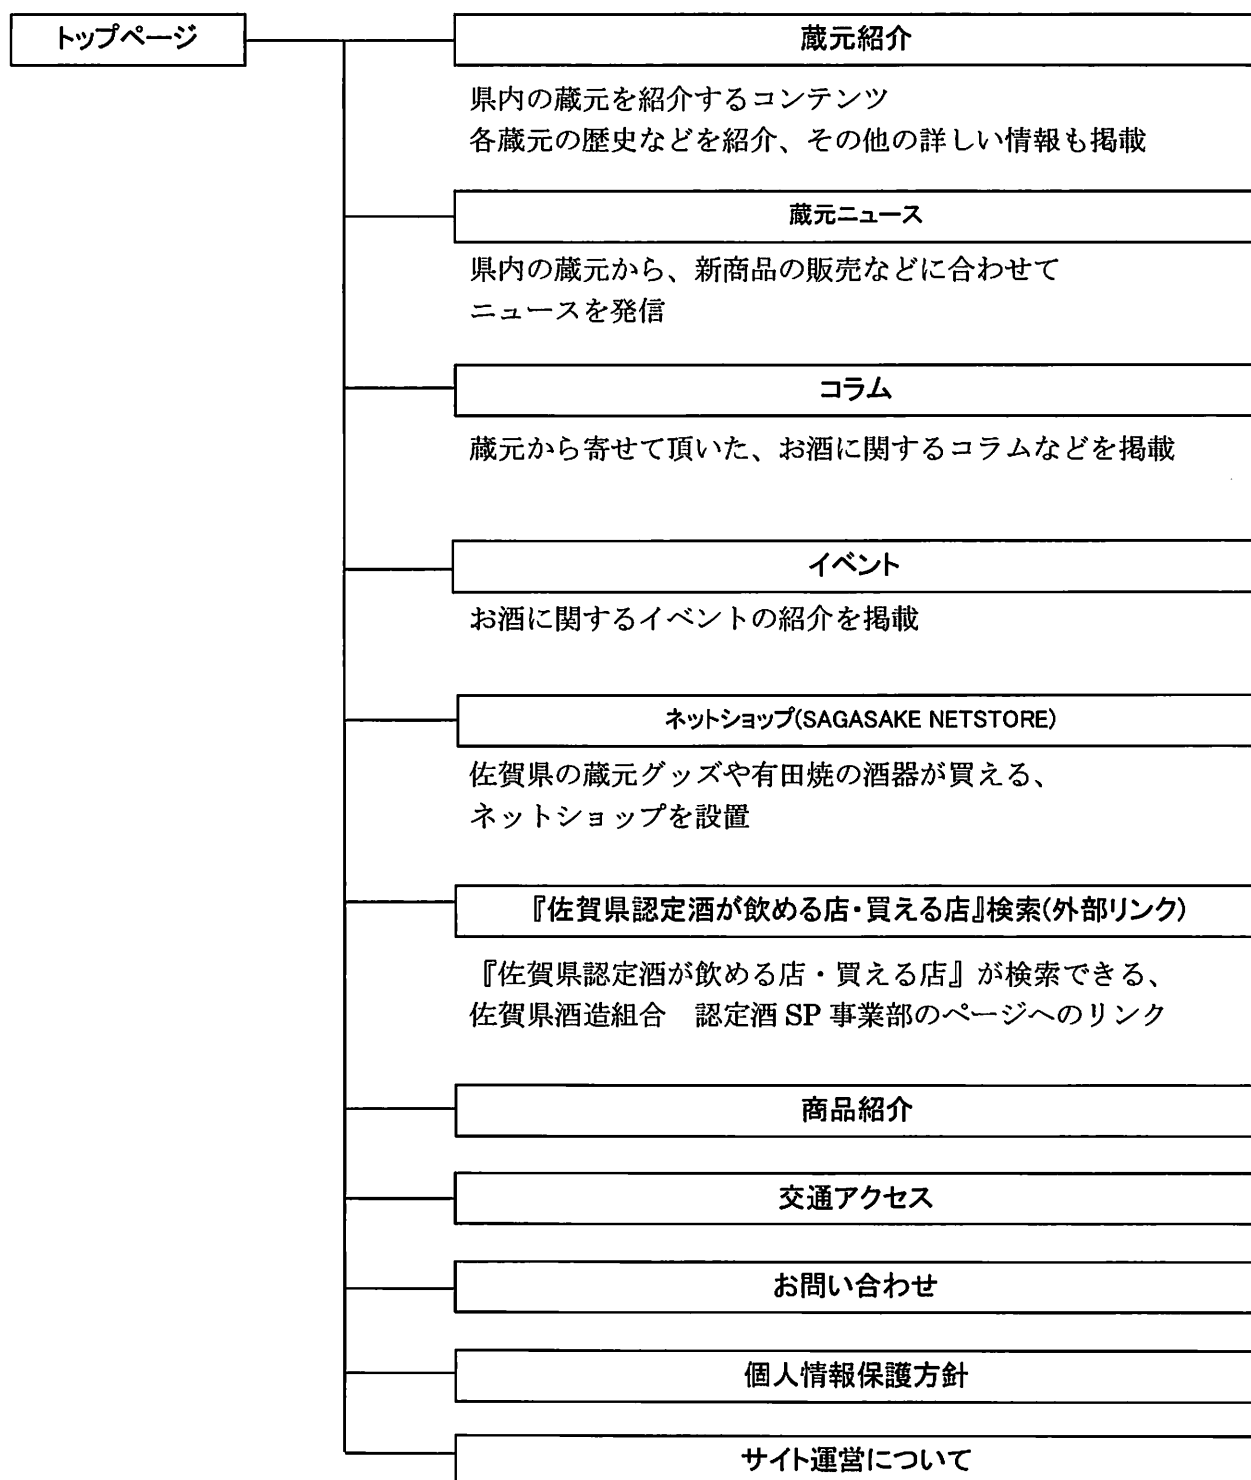 トップページ
蔵元紹介
県内の蔵元を紹介するコンテンツ
各蔵元の歴史などを紹介、その他の詳しい情報も掲載
蔵元ニュース
県内の蔵元から、新商品の販売などに合わせて
ニュースを発信
コラム
蔵元から寄せて頂いた、お酒に関するコラムなどを掲載
イベント
お酒に関するイベントの紹介を掲載
ネットショップ(SAGASAKE NETSTORE)
佐賀県の蔵元グッズや有田焼の酒器が買える、
ネットショップを設置
『佐賀県認定酒が飲める店・買える店』検索(外部リンク)
『佐賀県認定酒が飲める店・買える店』が検索できる、
佐賀県酒造組合　認定酒 SP 事業部のページへのリンク
商品紹介
交通アクセス
お問い合わせ
個人情報保護方針
サイト運営について